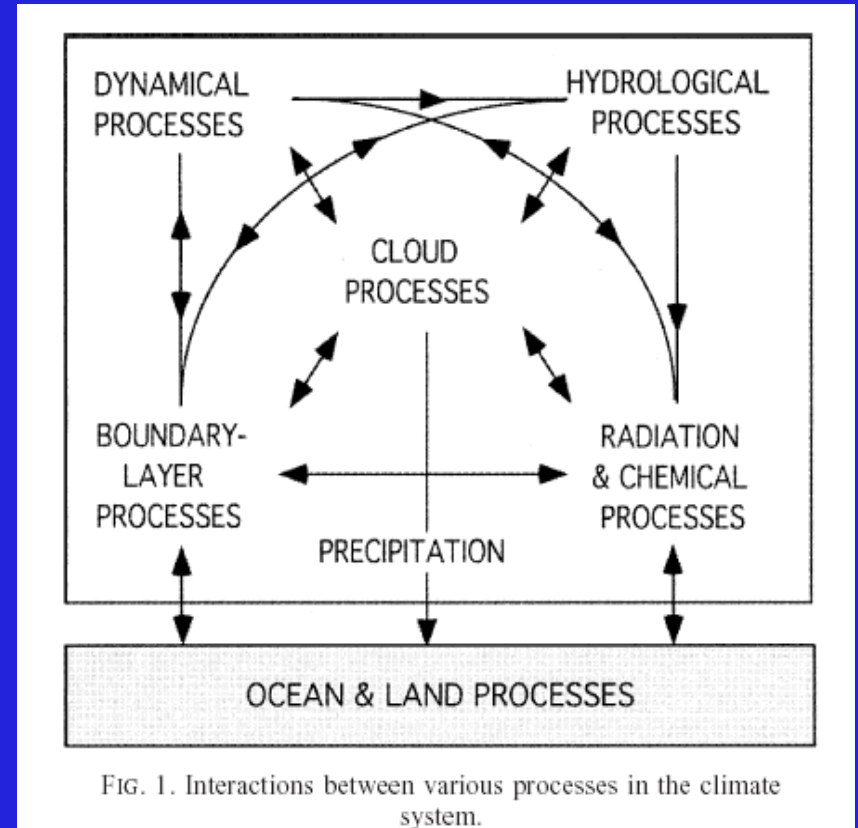 DYNAMICAL
PROCESSES
HYDROLOGICAL
PROCESSES
CLOUD
PROCESSES
BOUNDARY-
LAYER
PROCESSES
RADIATION
& CHEMICAL
PROCESSES
PRECIPITATION
OCEAN & LAND PROCESSES
FIG. 1. Interactions between various processes in the climate
system.